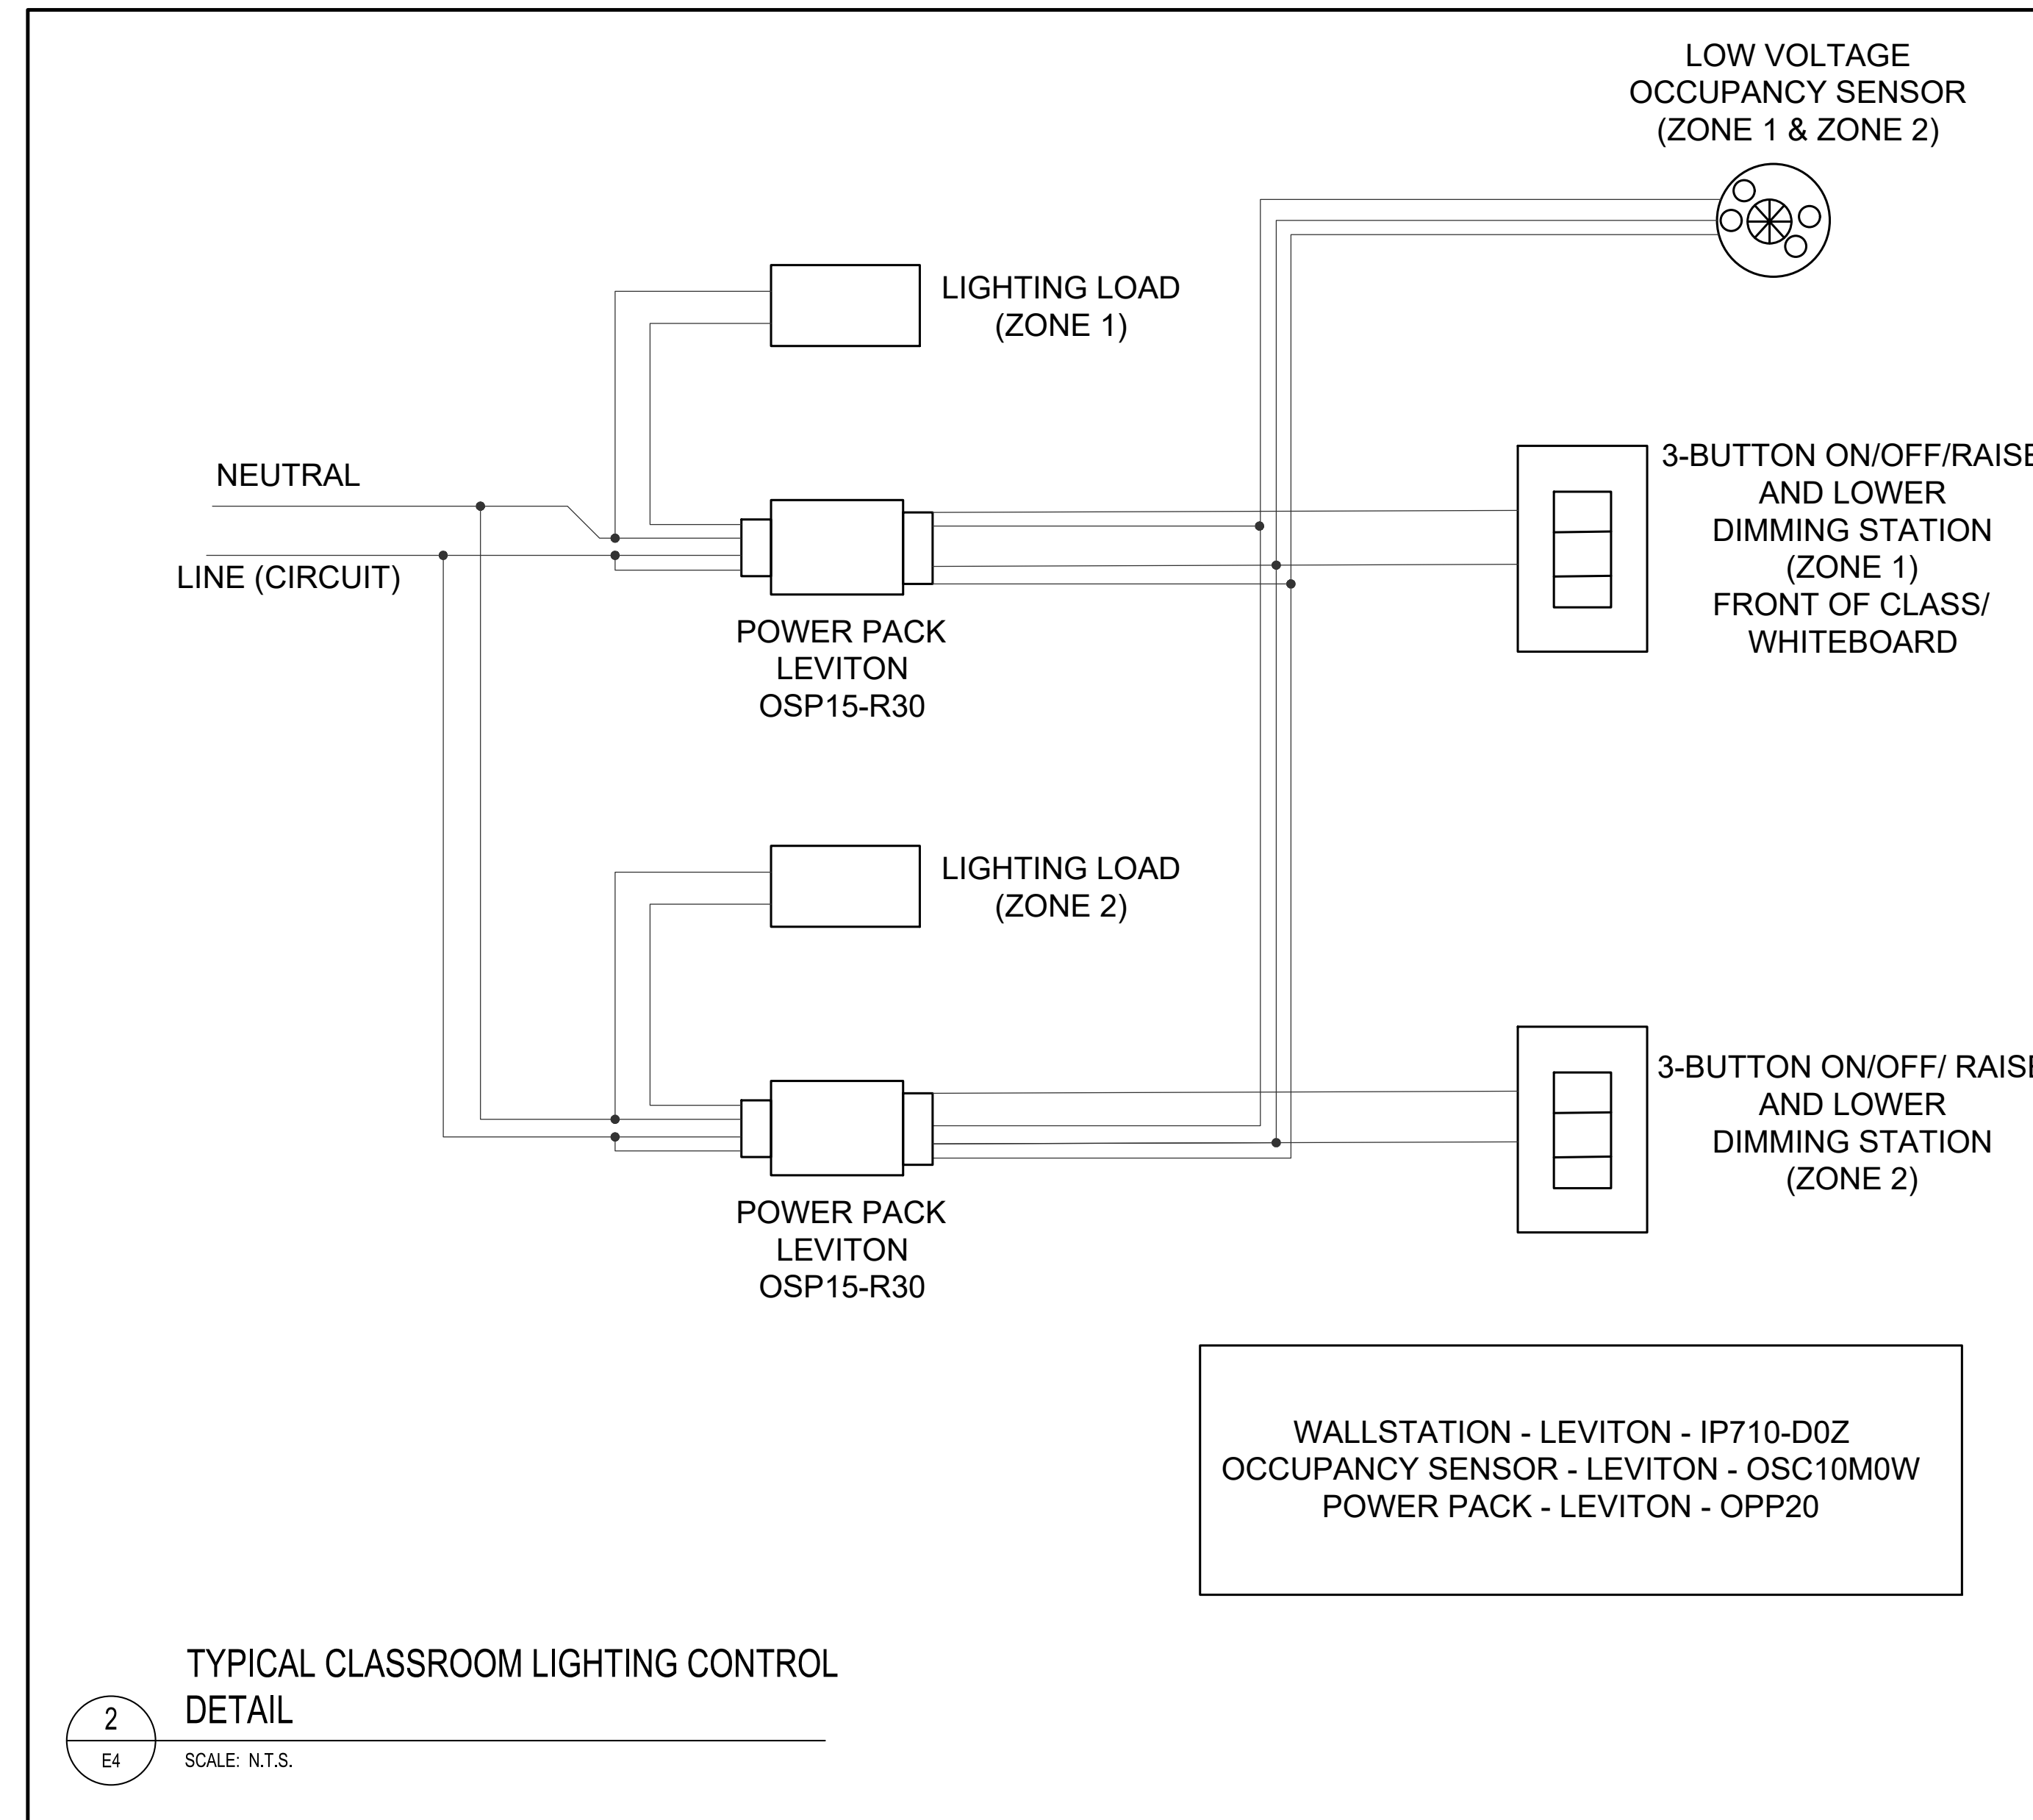 LOW VOLTAGE
OCCUPANCY SENSOR
(ZONE 1 & ZONE 2)
LIGHTING LOAD
(ZONE 1)
NEUTRAL
LINE (CIRCUIT)
3-BUTTON ON/OFF/RAISE
AND LOWER
DIMMING STATION
(ZONE 1)
FRONT OF CLASS/
WHITEBOARD
POWER PACK
LEVITON
OSP15-R30
LIGHTING LOAD
(ZONE 2)
3-BUTTON ON/OFF/ RAISE
AND LOWER
DIMMING STATION
(ZONE 2)
POWER PACK
LEVITON
OSP15-R30
WALLSTATION - LEVITON - IP710-D0Z
OCCUPANCY SENSOR - LEVITON - OSC10M0W
POWER PACK - LEVITON - OPP20
TYPICAL CLASSROOM LIGHTING CONTROL
DETAIL
2
E4
SCALE: N.T.S.